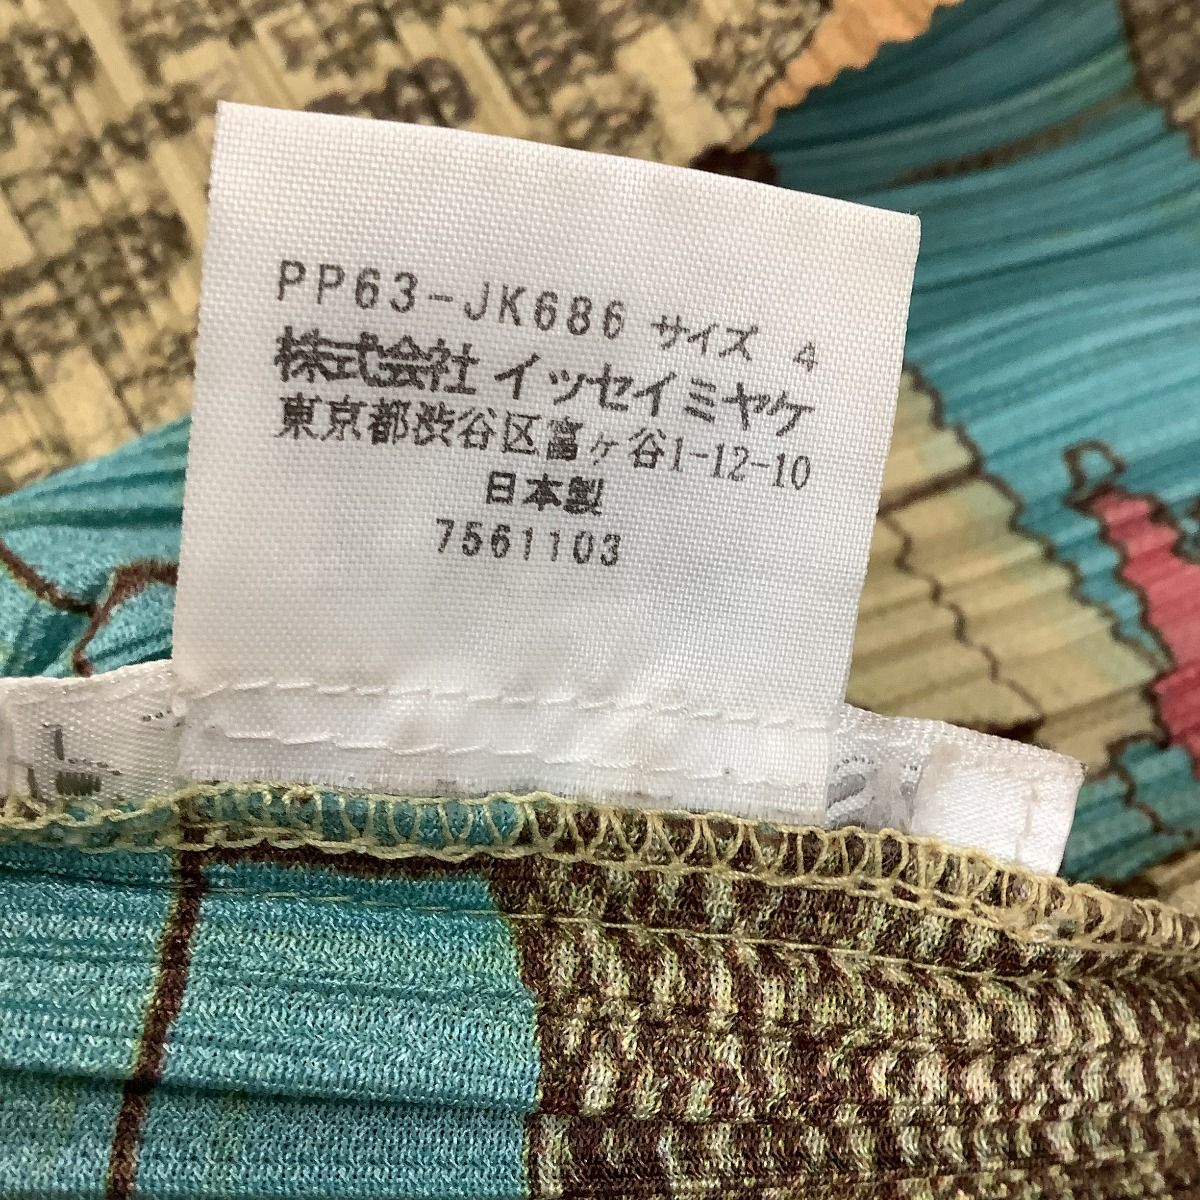 PP63-JK686 サイズ 4
株式会社 イッセイミヤケ
東京都渋谷区富ヶ谷1-12-10
日本製
7561103